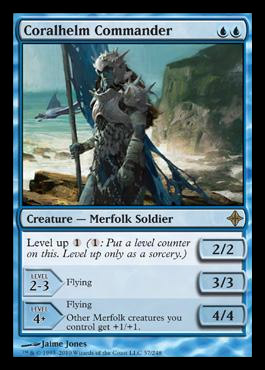 Coralhelm Commander
Creature — Merfolk Soldier
Level up 1 (1: Put a level counter
on this. Level up only as a sorcery.)
2/2
LEVEL
2-3
Flying
3/3
LEVEL
4+
Flying
Other Merfolk creatures you
control get +1/+1.
4/4
Jaime Jones
™ & © 1993–2010 Wizards of the Coast LLC 57/248